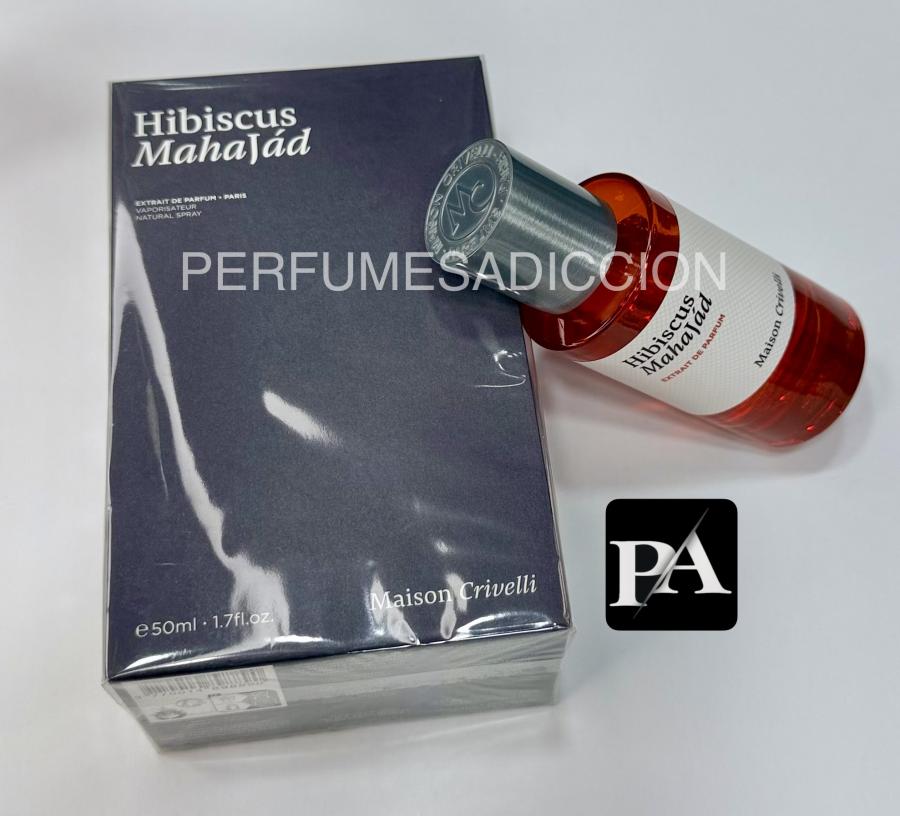 Hibiscus
MahaJád
EXTRAIT DE PARFUM • PARIS
VAPORISATEUR
NATURAL SPRAY
PERFUMESADICCION
Hibiscus
MahaJád
EXTRAIT DE PARFUM
Maison Crivelli
PA
Maison Crivelli
e 50ml · 1.7fl.oz.